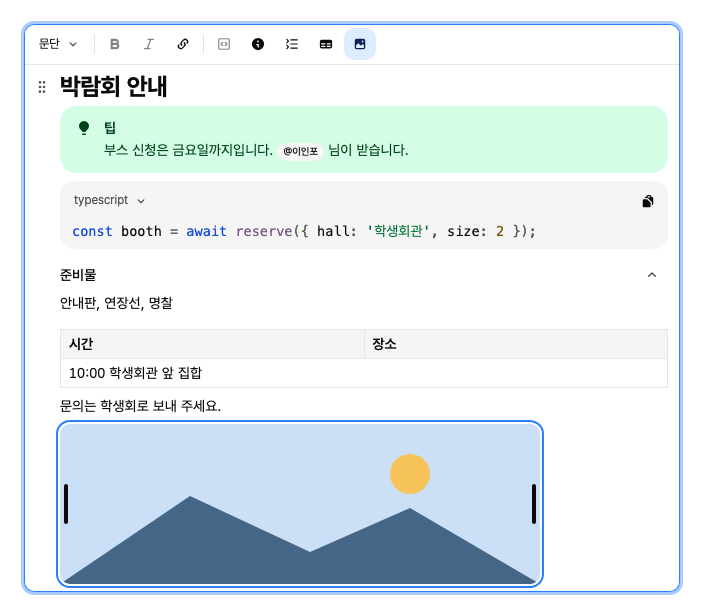 문단
B I
박람회 안내
팁
부스 신청은 금요일까지입니다. @이인포 님이 받습니다.
typescript
const booth = await reserve({ hall: '학생회관', size: 2 });
준비물
안내판, 연장선, 명찰
시간 장소
10:00 학생회관 앞 집합
문의는 학생회로 보내 주세요.